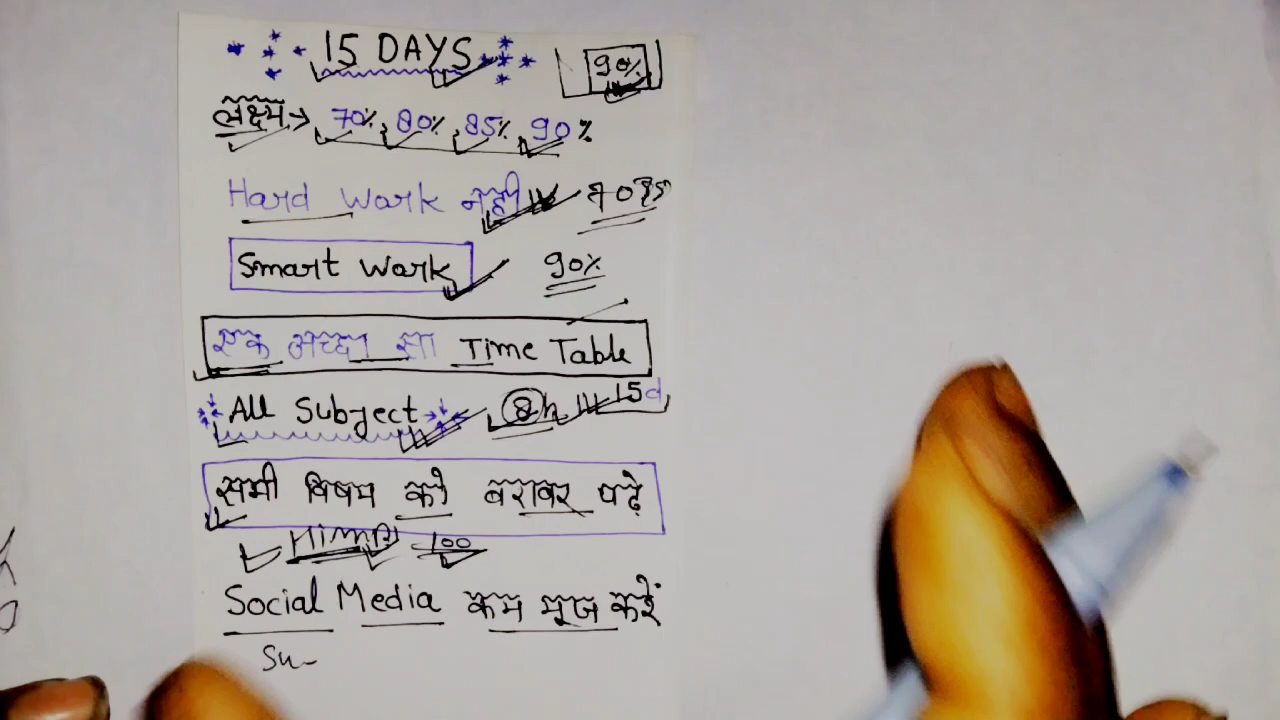 15 DAYS 90%
लक्ष्य → 70% 80% 85% 90%
Hard Work नही
Smart Work 90%
एक अच्छा सा Time Table
All Subject 8h 15d
सभी विषय को बराबर पढ़े
Hindi 100
Social Media कम यूज करें
Su